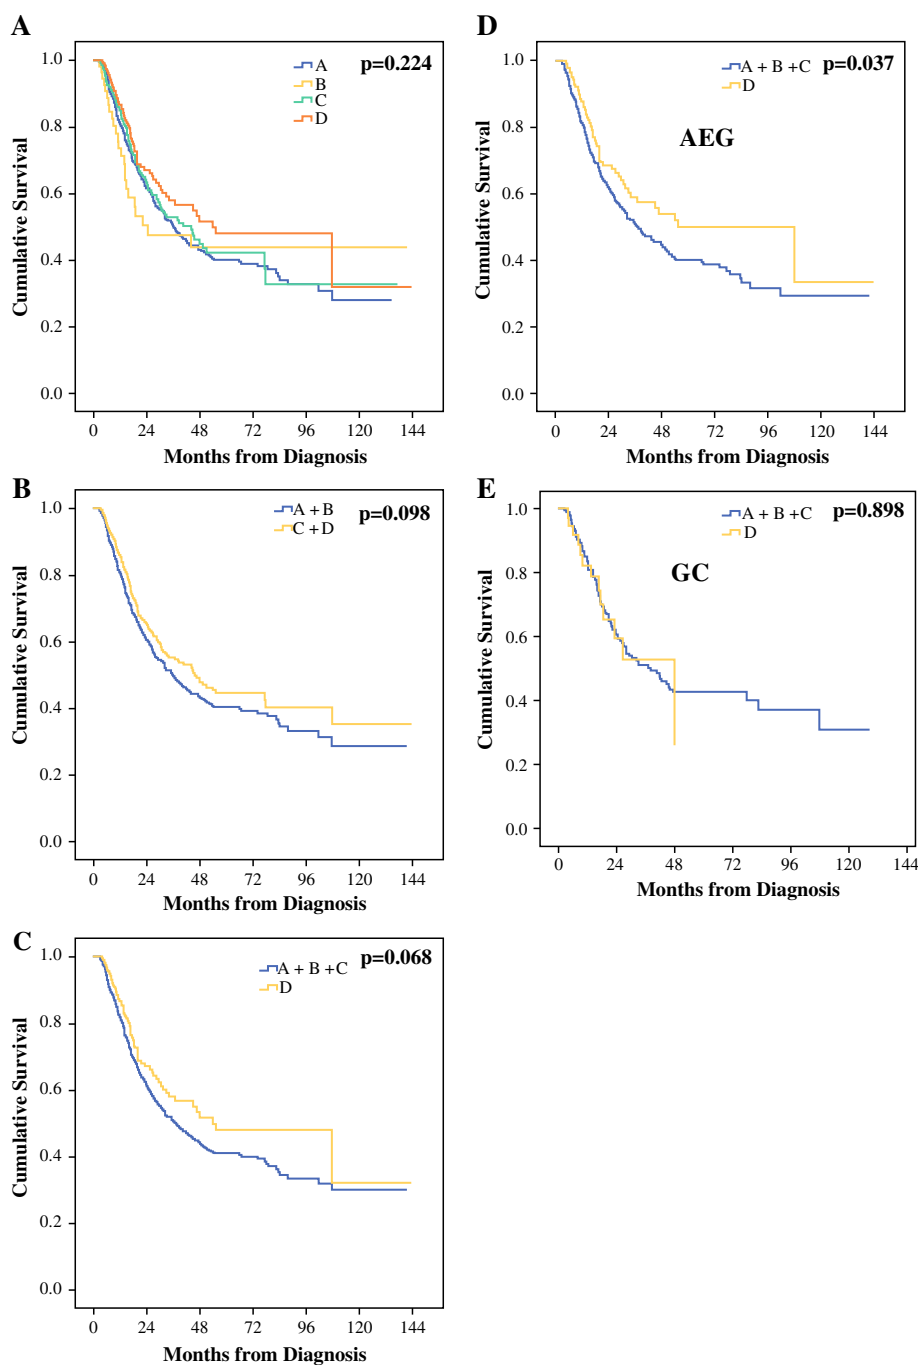 A
p=0.224
A
B
C
D
Cumulative Survival
1.0
0.8
0.6
0.4
0.2
0.0
0 24 48 72 96 120 144
Months from Diagnosis
B
p=0.098
A + B
C + D
Cumulative Survival
1.0
0.8
0.6
0.4
0.2
0.0
0 24 48 72 96 120 144
Months from Diagnosis
C
p=0.068
A + B +C
D
Cumulative Survival
1.0
0.8
0.6
0.4
0.2
0.0
0 24 48 72 96 120 144
Months from Diagnosis
D
p=0.037
A + B +C
D
AEG
Cumulative Survival
1.0
0.8
0.6
0.4
0.2
0.0
0 24 48 72 96 120 144
Months from Diagnosis
E
p=0.898
A + B +C
D
GC
Cumulative Survival
1.0
0.8
0.6
0.4
0.2
0.0
0 24 48 72 96 120 144
Months from Diagnosis